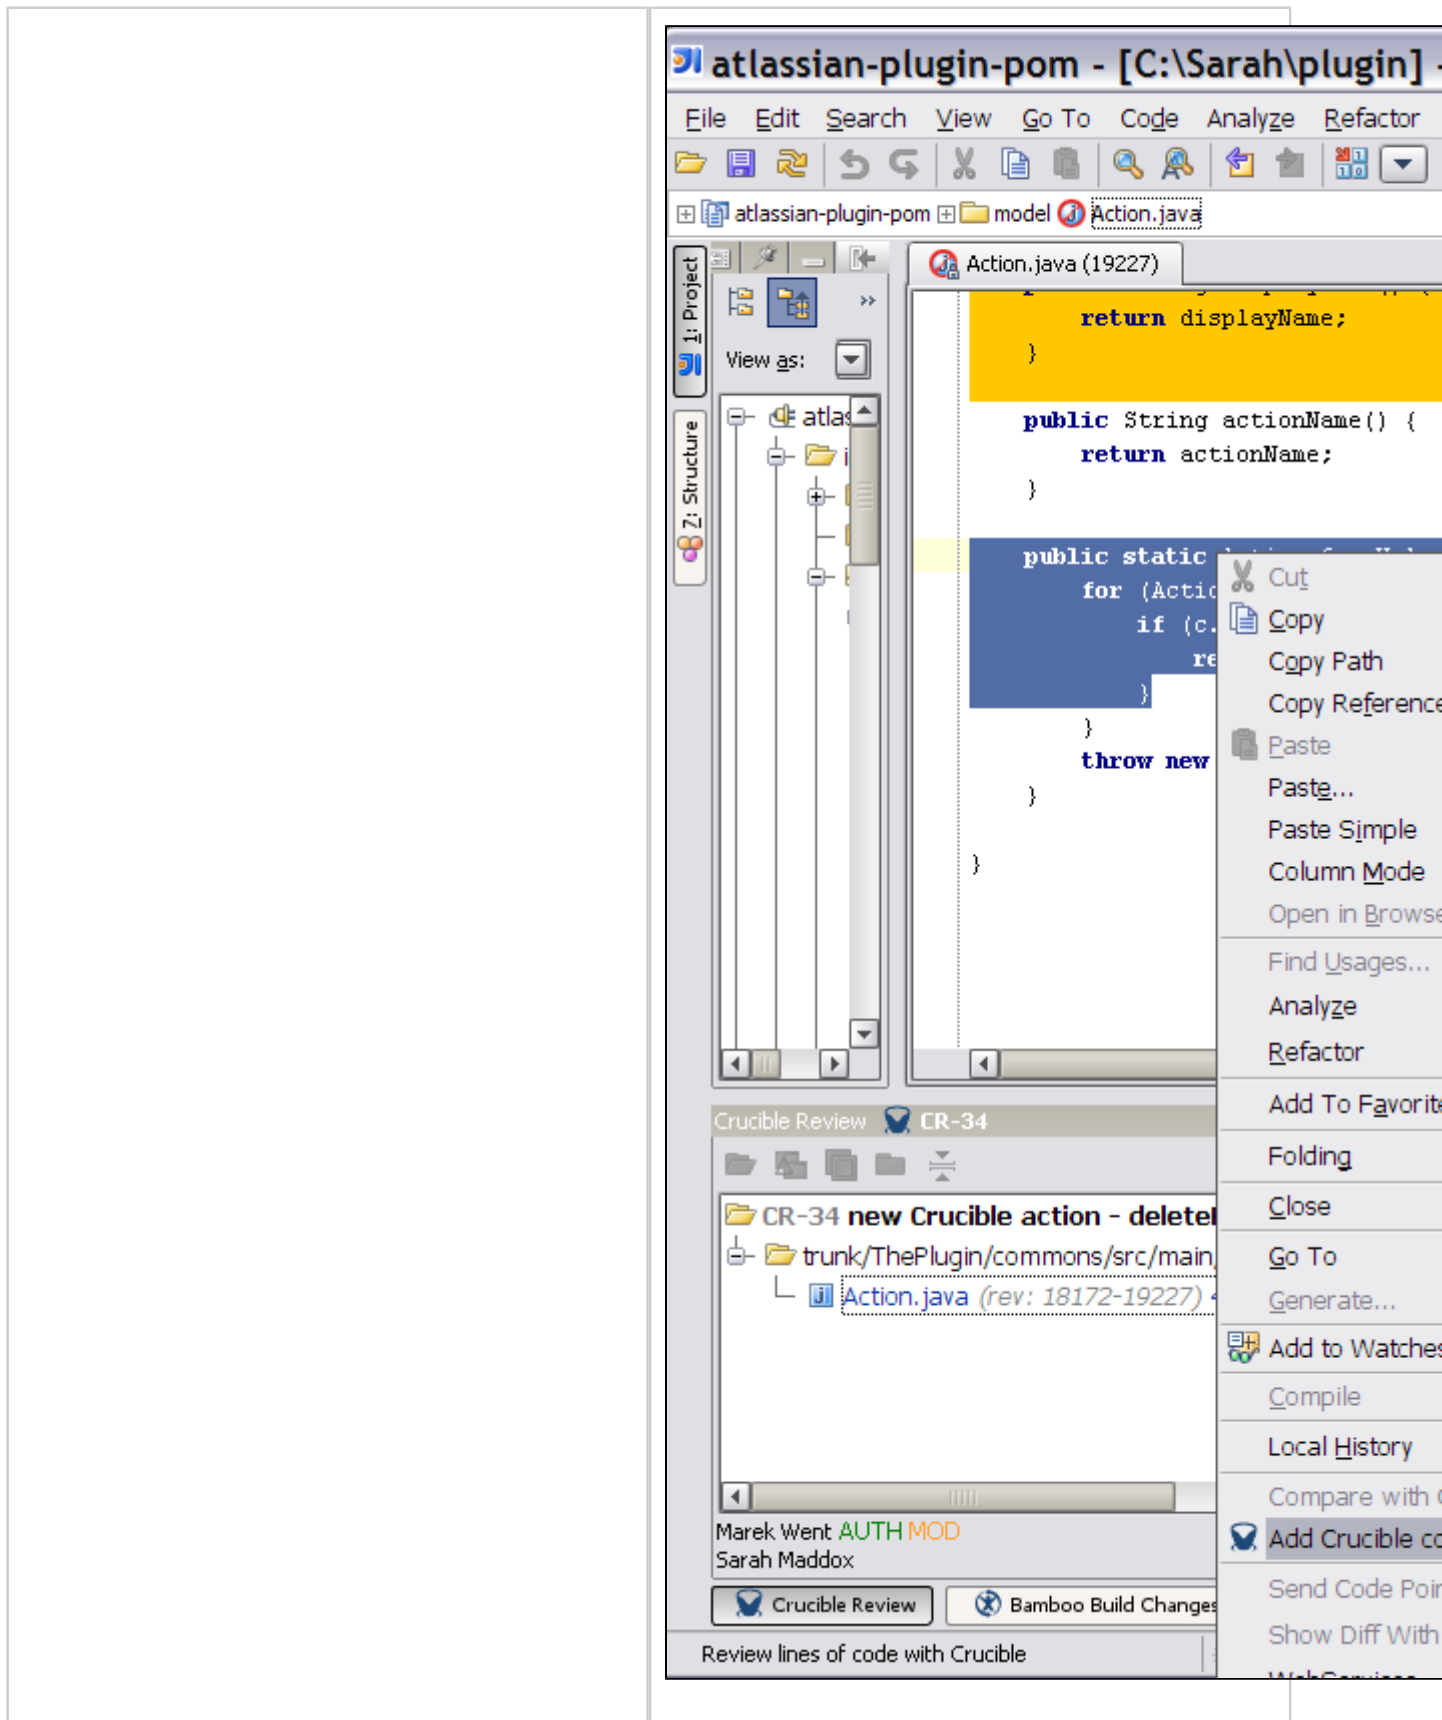 atlassian-plugin-pom - [C:\Sarah\plugin] -
File Edit Search View Go To Code Analyze Refactor
atlassian-plugin-pom model Action.java
1: Project
7: Structure
View as:
atlas
Action.java (19227)
return displayName;
}
public String actionName() {
return actionName;
}
public static
for (Actio
if (c.
re
}
}
throw new
}
}
Cut
Copy
Copy Path
Copy Reference
Paste
Paste...
Paste Simple
Column Mode
Open in Browse
Find Usages...
Analyze
Refactor
Add To Favorite
Folding
Close
Go To
Generate...
Add to Watches
Compile
Local History
Compare with
Add Crucible co
Send Code Poin
Show Diff With
Crucible Review CR-34
CR-34 new Crucible action - delete
trunk/ThePlugin/commons/src/main/
Action.java (rev: 18172-19227)
Marek Went AUTH MOD
Sarah Maddox
Crucible Review Bamboo Build Changes
Review lines of code with Crucible